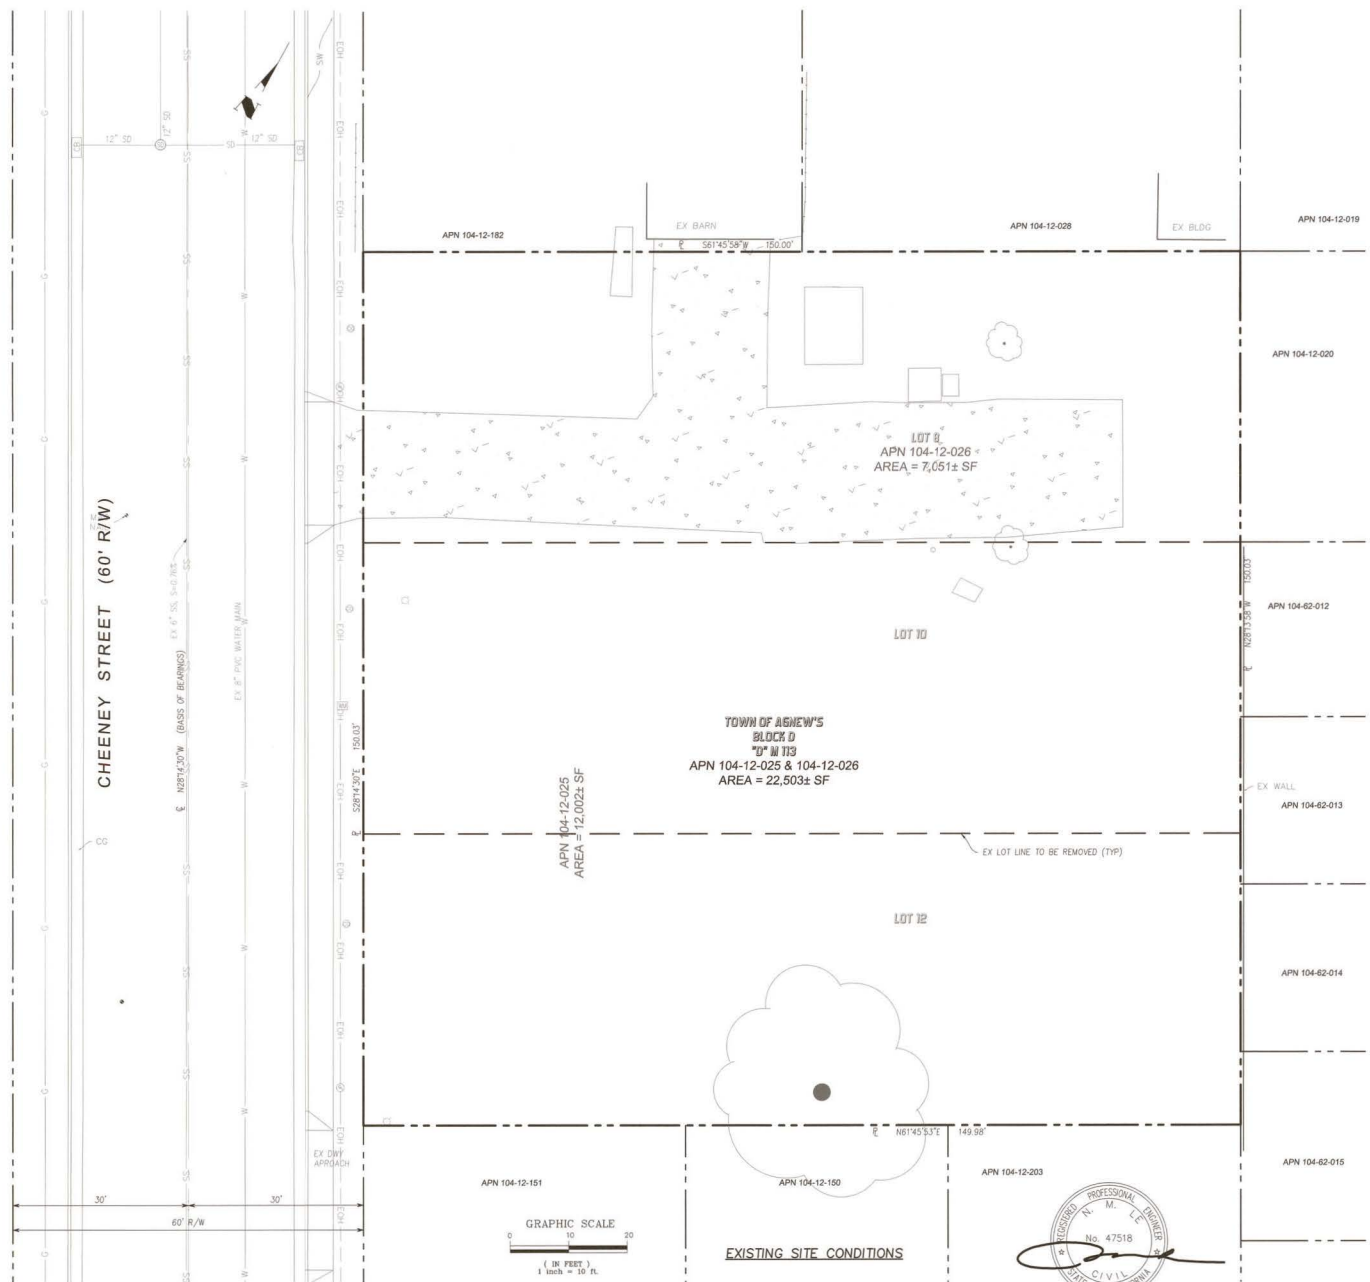 12" SD
12" SD
SD
12" SD
CB
CB
SW
APN 104-12-182
EX BARN
S61°45'58"W 150.00'
APN 104-12-028
EX BLDG
APN 104-12-019
APN 104-12-020
LOT 8
APN 104-12-026
AREA = 7,051± SF
CHEENEY STREET (60' R/W)
EX 6" SS, S=0.76%
N28°14'30"W (BASIS OF BEARINGS)
EX 8" PVC WATER MAIN
LOT 10
N28°13'58"W 150.03'
APN 104-62-012
TOWN OF AGNEW'S
BLOCK D
"D" M 113
APN 104-12-025 & 104-12-026
AREA = 22,503± SF
S28°14'30"E 150.03'
APN 104-12-025
AREA = 12,002± SF
EX WALL
APN 104-62-013
CG
EX LOT LINE TO BE REMOVED (TYP)
LOT 12
APN 104-62-014
N61°45'53"E 149.98'
EX DWY
APROACH
APN 104-12-151
APN 104-12-150
APN 104-12-203
APN 104-62-015
30'
30'
60' R/W
GRAPHIC SCALE
0 10 20
( IN FEET )
1 inch = 10 ft.
EXISTING SITE CONDITIONS
REGISTERED PROFESSIONAL ENGINEER
N. M. LE
No. 47518
CIVIL